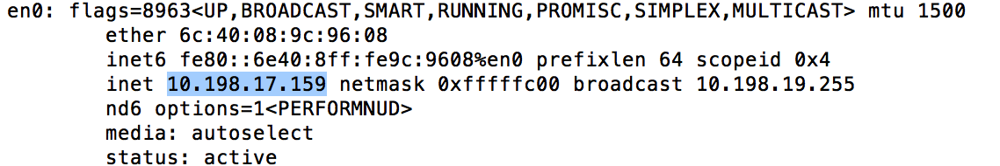 en0: flags=8963<UP,BROADCAST,SMART,RUNNING,PROMISC,SIMPLEX,MULTICAST> mtu 1500
ether 6c:40:08:9c:96:08
inet6 fe80::6e40:8ff:fe9c:9608%en0 prefixlen 64 scopeid 0x4
inet 10.198.17.159 netmask 0xfffffc00 broadcast 10.198.19.255
nd6 options=1<PERFORMNUD>
media: autoselect
status: active